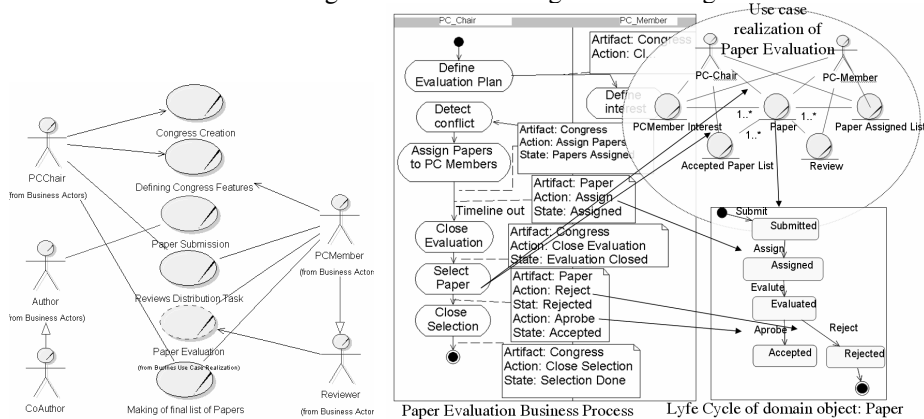 Use case
realization of
Paper Evaluation
PC_Chair
PC_Member
Artifact: Congress
Action: Cl.
Define
Evaluation Plan
Define
interest
Detect
conflict
Artifact: Congress
Action: Assign Papers
State: Papers Assigned
Assign Papers
to PC Members
Artifact: Paper
Action: Assign
State: Assigned
Timeline out
Close
Evaluation
Artifact: Congress
Action: Close Evaluation
State: Evaluation Closed
Select
Paper
Artifact: Paper
Action: Reject
Stat: Rejected
Action: Aprobe
State: Accepted
Close
Selection
Artifact: Congress
Action: Close Selection
State: Selection Done
Paper Evaluation Business Process
PC-Chair
PC-Member
PCMember Interest
1..*
Paper
1..*
Paper Assigned List
1..*
Accepted Paper List
Review
Submit
Submitted
Assign
Assigned
Evalute
Evaluated
Aprobe
Reject
Accepted
Rejected
Lyfe Cycle of domain object: Paper
Congress Creation
PCChair
(from Business Actors)
Defining Congress Features
Paper Submission
PCMember
(from Business Actor
Author
from Business Actors)
Reviews Distribution Task
Paper Evaluation
(from Busines Use Case Realization)
CoAuthor
Making of final list of Papers
Reviewer
(from Business Actor